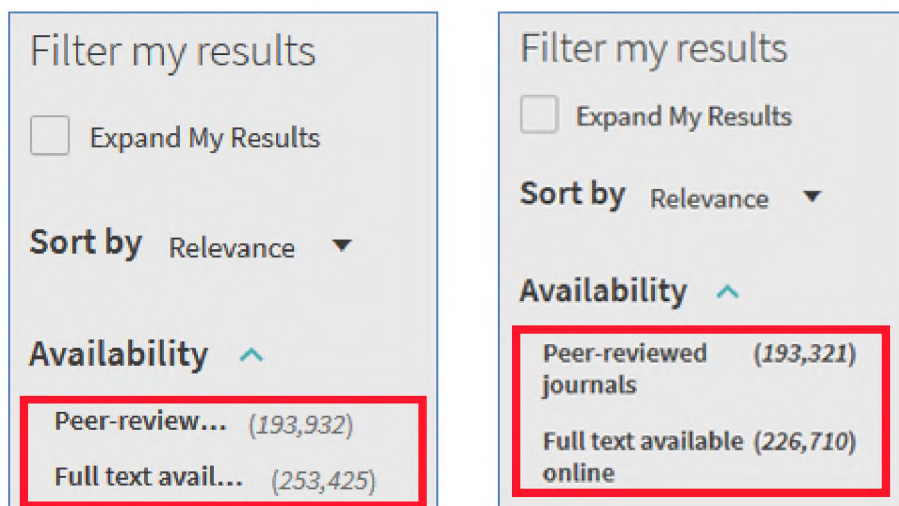 Filter my results
Expand My Results
Sort by Relevance
Availability
Peer-review... (193,932)
Full text avail... (253,425)
Filter my results
Expand My Results
Sort by Relevance
Availability
Peer-reviewed (193,321)
journals
Full text available (226,710)
online